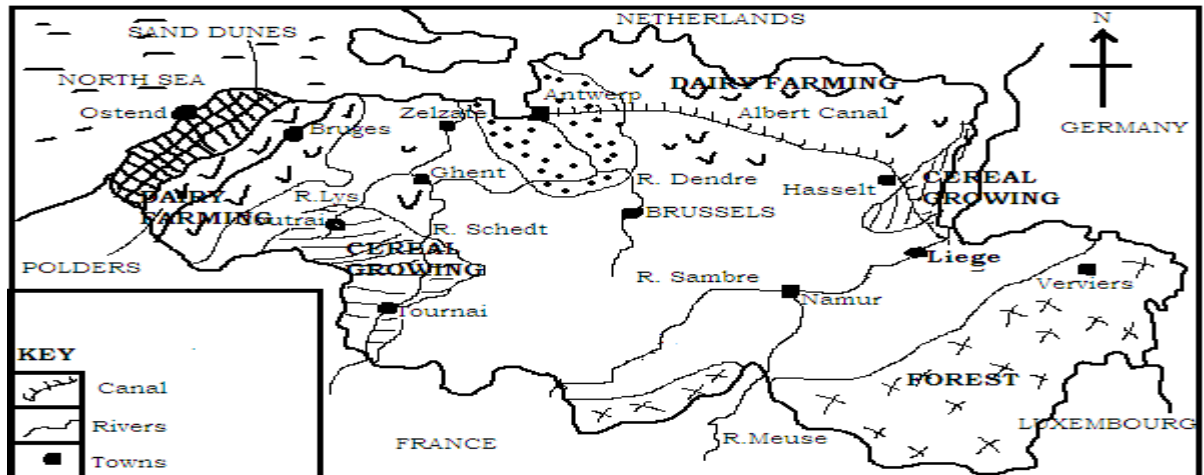 NETHERLANDS
N
SAND DUNES
NORTH SEA
DAIRY FARMING
Ostend
Zelzate
Antwerp
Albert Canal
Bruges
GERMANY
Ghent
R. Dendre
Hasselt
CEREAL
GROWING
DAIRY
FARMING
R.Lys
BRUSSELS
R. Schedt
CEREAL
GROWING
Liege
POLDERS
R. Sambre
Verviers
Namur
Tournai
KEY
FOREST
Canal
LUXEMBOURG
Rivers
FRANCE
R.Meuse
Towns